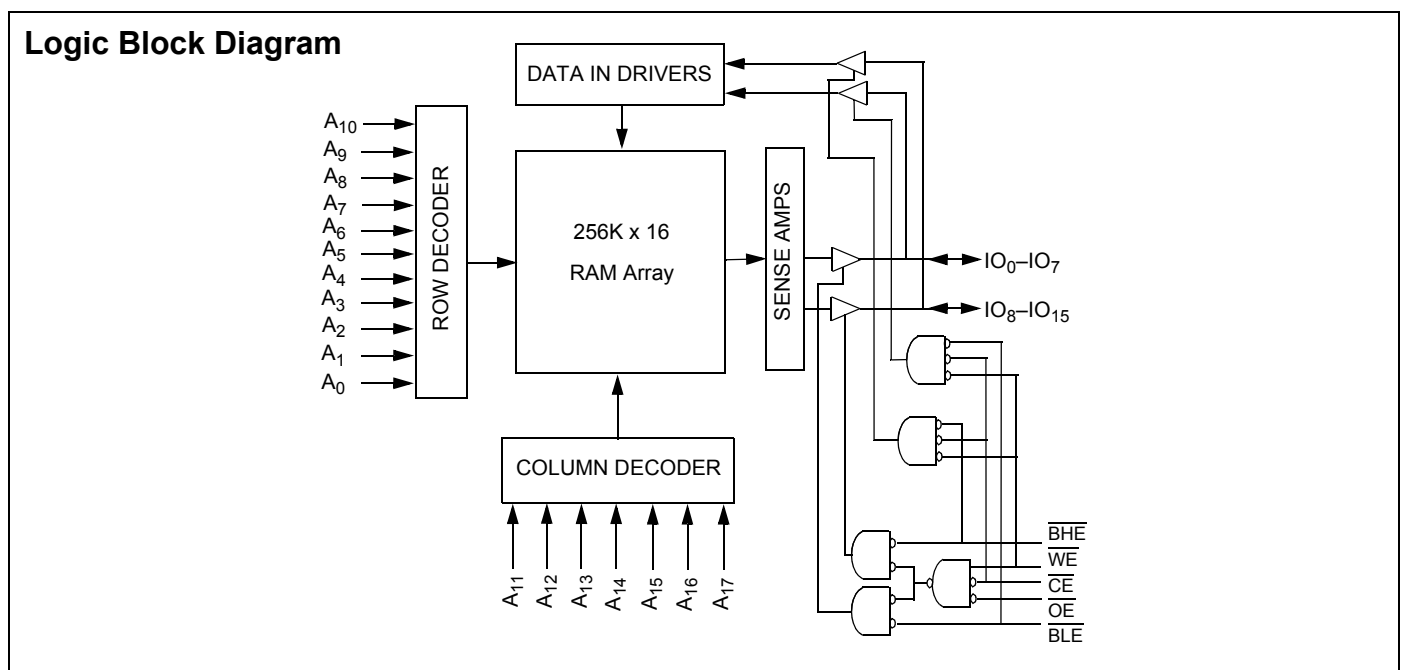 Logic Block Diagram
DATA IN DRIVERS
A10
A9
A8
A7
A6
A5
A4
A3
A2
A1
A0
ROW DECODER
256K x 16
RAM Array
SENSE AMPS
IO0–IO7
IO8–IO15
COLUMN DECODER
A11
A12
A13
A14
A15
A16
A17
BHE
WE
CE
OE
BLE